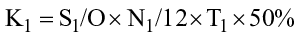 K₁ = S₁/O × N₁/12 × T₁ × 50%